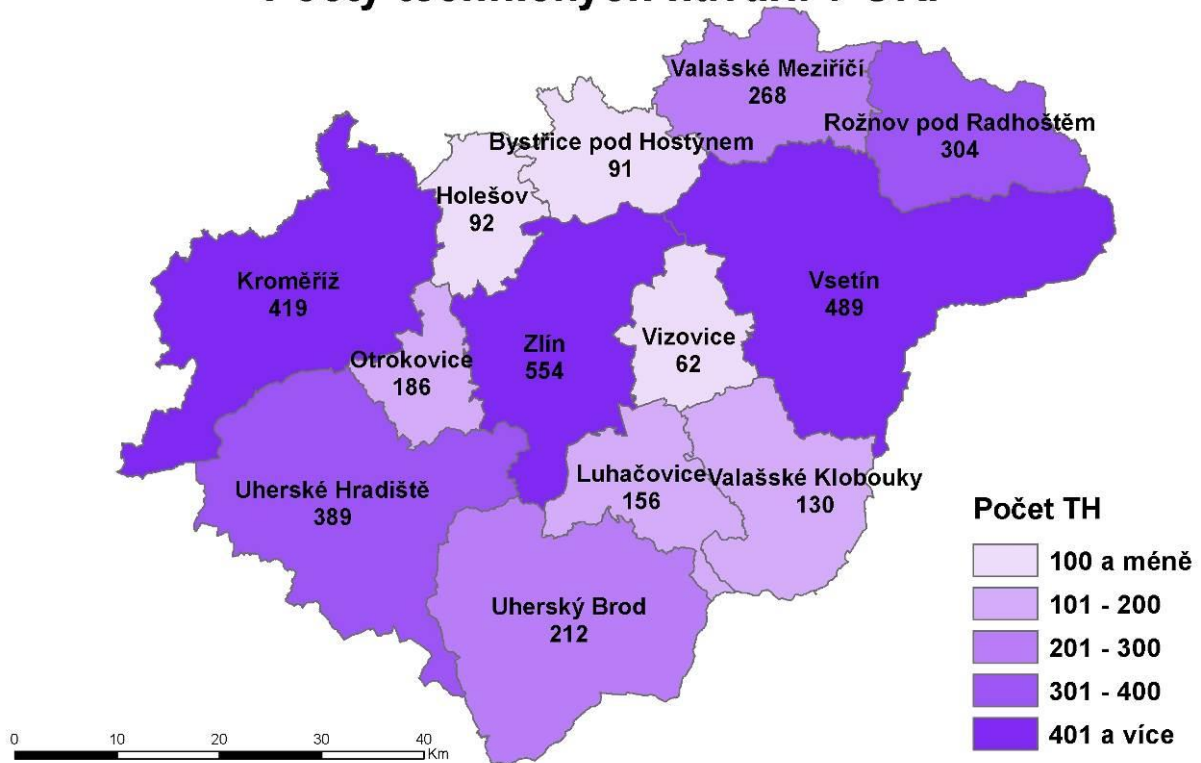 Valašské Meziříčí
268
Rožnov pod Radhoštěm
304
Bystřice pod Hostýnem
91
Holešov
92
Kroměříž
419
Vsetín
489
Zlín
554
Vizovice
62
Otrokovice
186
Luhačovice
156
Valašské Klobouky
130
Uherské Hradiště
389
Uherský Brod
212
Počet TH
100 a méně
101 - 200
201 - 300
301 - 400
401 a více
0 10 20 30 40
Km